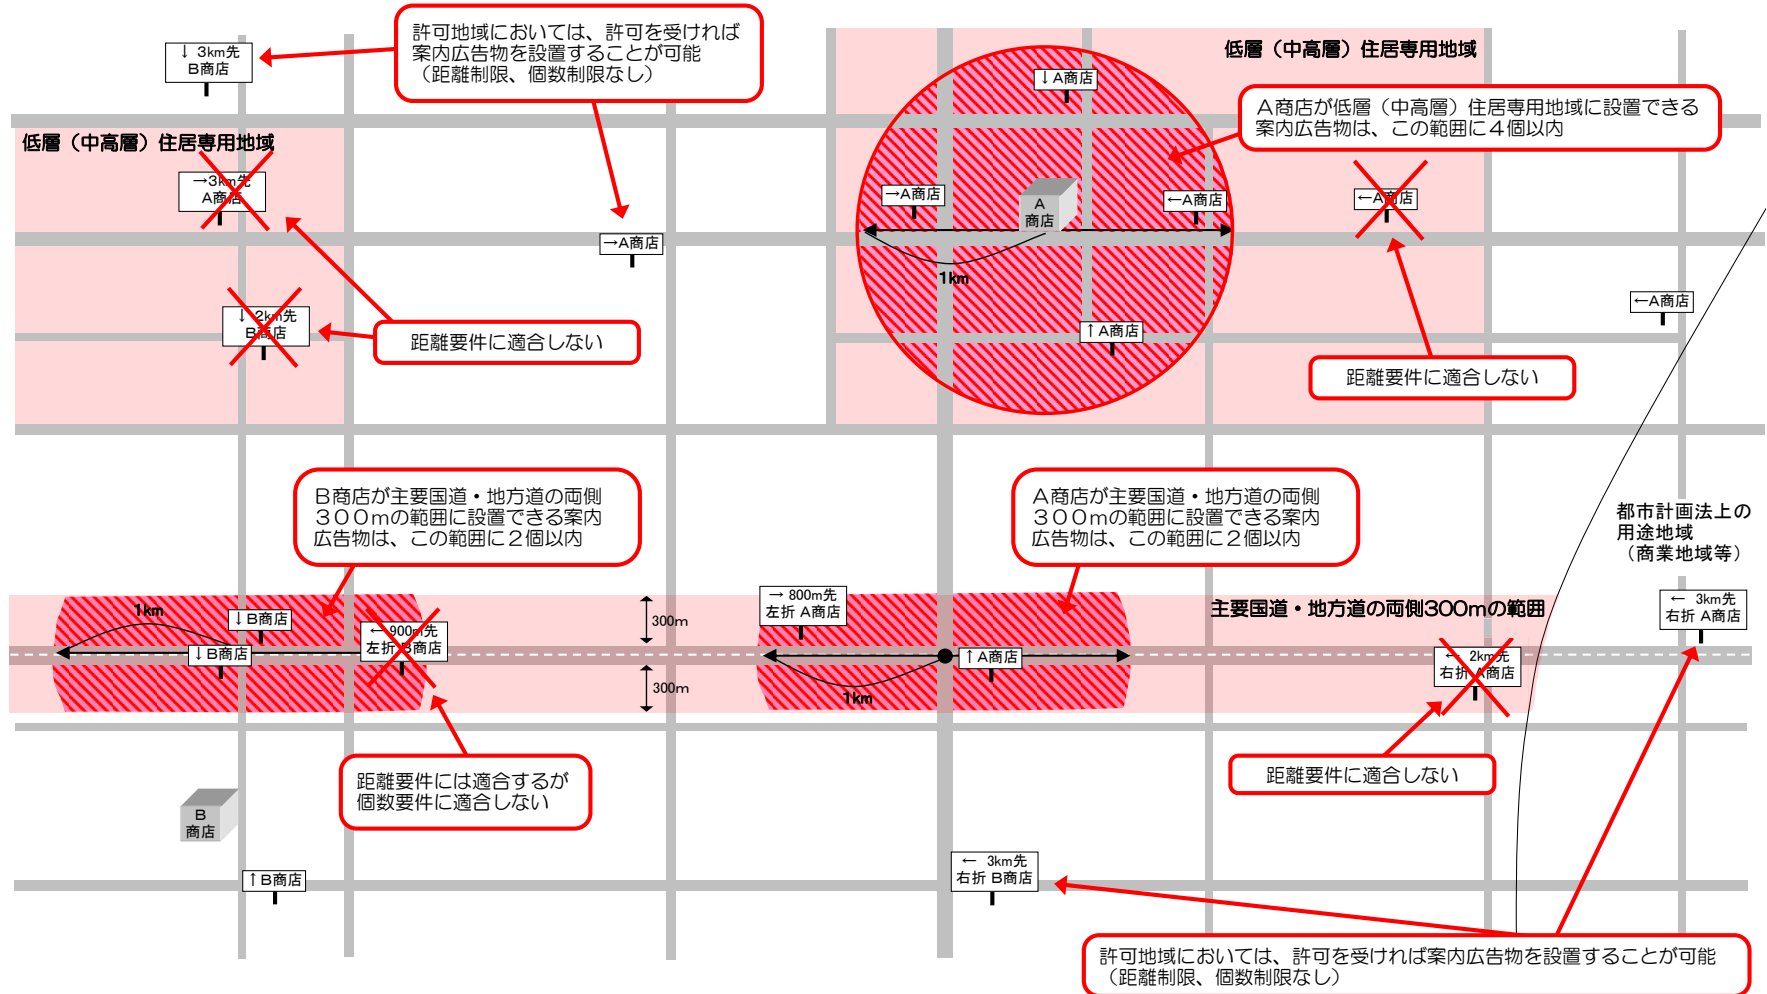 許可地域においては、許可を受ければ
案内広告物を設置することが可能
（距離制限、個数制限なし）
↓ 3km先
B商店
低層（中高層）住居専用地域
→3km先
A商店
↓ 2km先
B商店
距離要件に適合しない
→A商店
低層（中高層）住居専用地域
A商店が低層（中高層）住居専用地域に設置できる
案内広告物は、この範囲に４個以内
↓A商店
→A商店
A
商店
←A商店
1km
↑A商店
←A商店
距離要件に適合しない
←A商店
B商店が主要国道・地方道の両側
３００ｍの範囲に設置できる案内
広告物は、この範囲に２個以内
A商店が主要国道・地方道の両側
３００ｍの範囲に設置できる案内
広告物は、この範囲に２個以内
都市計画法上の
用途地域
（商業地域等）
1km
↓B商店
↓B商店
← 900m先
左折 B商店
300m
300m
→ 800m先
左折 A商店
↑A商店
1km
主要国道・地方道の両側300mの範囲
← 2km先
右折 A商店
← 3km先
右折 A商店
距離要件には適合するが
個数要件に適合しない
距離要件に適合しない
B
商店
↑B商店
← 3km先
右折 B商店
許可地域においては、許可を受ければ案内広告物を設置することが可能
（距離制限、個数制限なし）